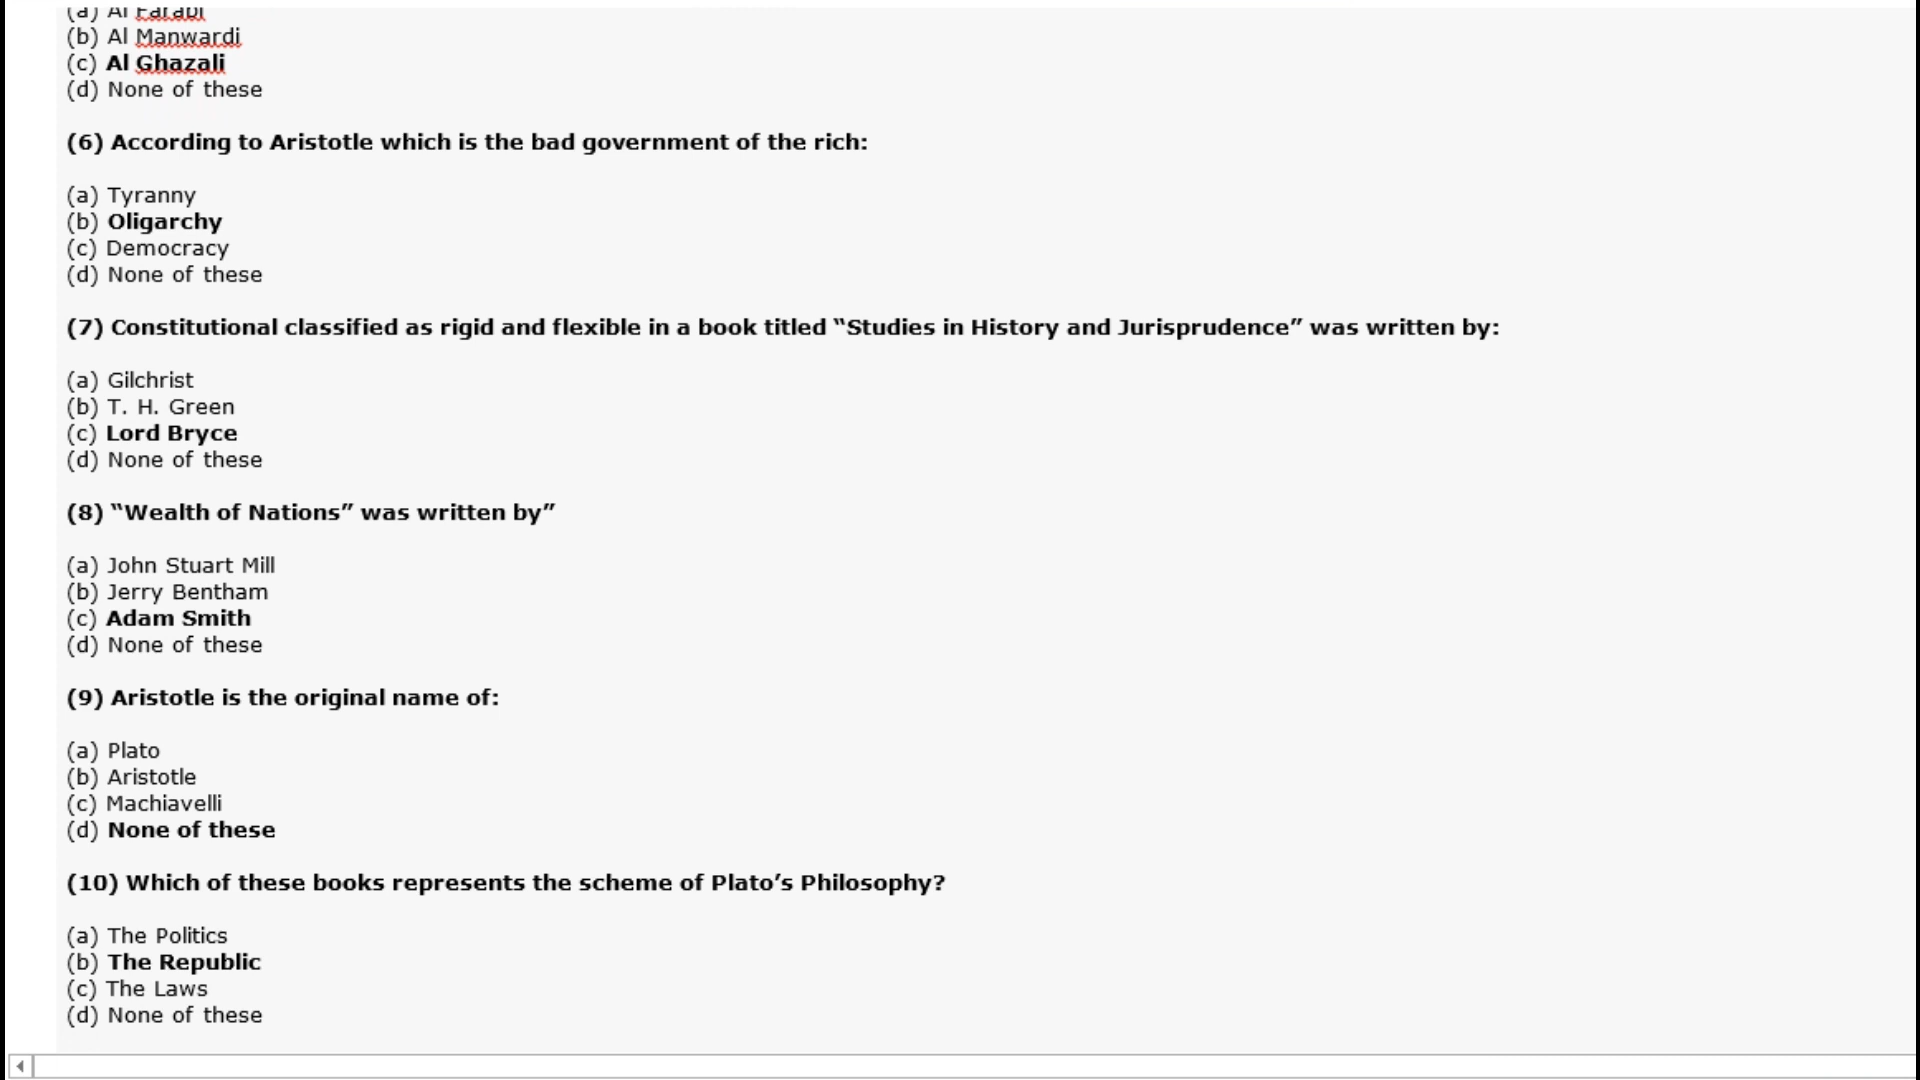 (a) Al Farabi
(b) Al Manwardi
(c) Al Ghazali
(d) None of these
(6) According to Aristotle which is the bad government of the rich:
(a) Tyranny
(b) Oligarchy
(c) Democracy
(d) None of these
(7) Constitutional classified as rigid and flexible in a book titled “Studies in History and Jurisprudence” was written by:
(a) Gilchrist
(b) T. H. Green
(c) Lord Bryce
(d) None of these
(8) “Wealth of Nations” was written by”
(a) John Stuart Mill
(b) Jerry Bentham
(c) Adam Smith
(d) None of these
(9) Aristotle is the original name of:
(a) Plato
(b) Aristotle
(c) Machiavelli
(d) None of these
(10) Which of these books represents the scheme of Plato’s Philosophy?
(a) The Politics
(b) The Republic
(c) The Laws
(d) None of these